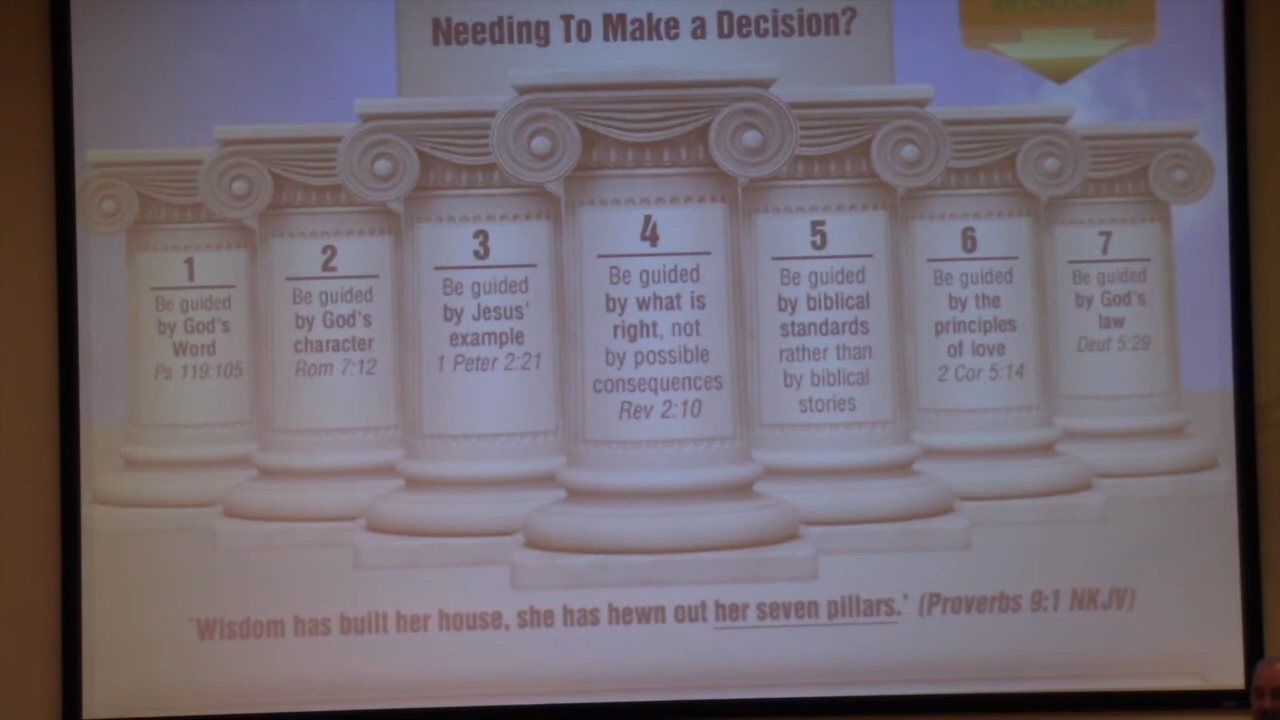 Needing To Make a Decision?
1
Be guided
by God's
Word
Ps 119:105
2
Be guided
by God's
character
Rom 7:12
3
Be guided
by Jesus'
example
1 Peter 2:21
4
Be guided
by what is
right, not
by possible
consequences
Rev 2:10
5
Be guided
by biblical
standards
rather than
by biblical
stories
6
Be guided
by the
principles
of love
2 Cor 5:14
7
Be guided
by God's
law
Deut 5:29
'Wisdom has built her house, she has hewn out her seven pillars.' (Proverbs 9:1 NKJV)